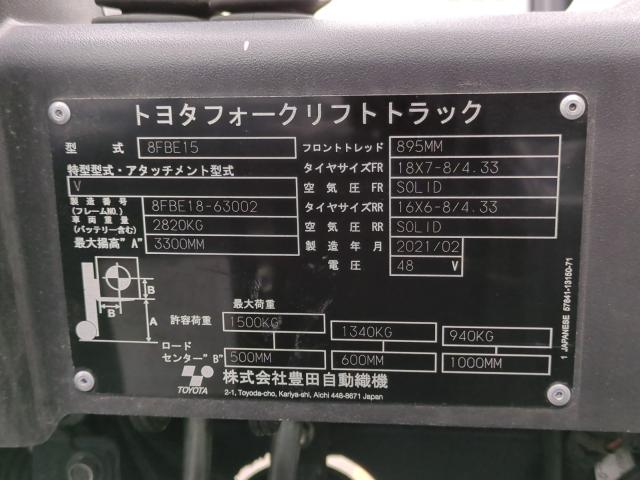 トヨタフォークリフトトラック
型 式 8FBE15 フロントトレッド 895MM
特型型式・アタッチメント型式 タイヤサイズFR 18X7-8/4.33
V 空 気 圧 FR SOLID
製 造 番 号 (フレームNO.) 8FBE18-63002 タイヤサイズRR 16X6-8/4.33
車 両 重 量 (バッテリー含む) 2820KG 空 気 圧 RR SOLID
最大揚高"A" 3300MM 製 造 年 月 2021/02
電 圧 48 V
B
B
A
最大荷重
許容荷重 1500KG 1340KG 940KG
ロード
センター"B" 500MM 600MM 1000MM
TOYOTA 株式会社豊田自動織機
2-1, Toyoda-cho, Kariya-shi, Aichi 448-8671 Japan
1 JAPANESE 57641-13150-71